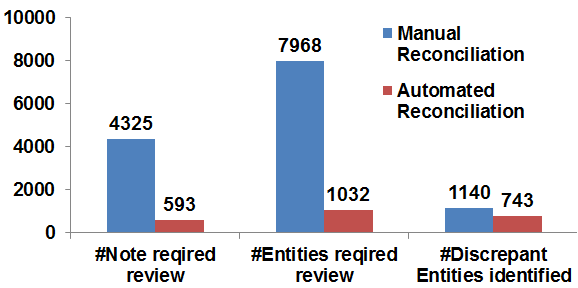 10000
8000
6000
4000
2000
0
4325
593
7968
1032
1140
743
Manual
Reconciliation
Automated
Reconciliation
#Note reqired
review
#Entities reqired
review
#Discrepant
Entities identified